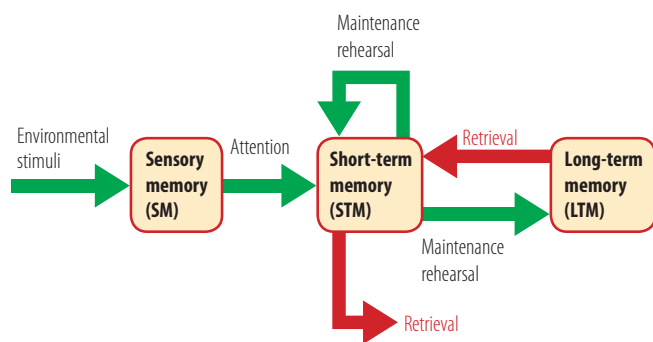 Maintenance
rehearsal
Environmental
stimuli
Sensory
memory
(SM)
Attention
Short-term
memory
(STM)
Retrieval
Long-term
memory
(LTM)
Maintenance
rehearsal
Retrieval